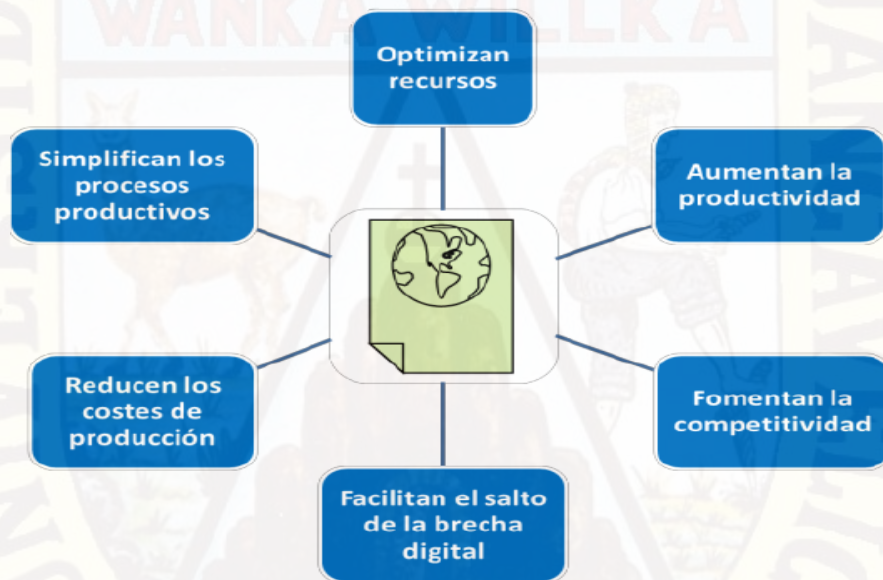 WANKA WILLKA
Optimizan
recursos
Simplifican los
procesos
productivos
Aumentan la
productividad
Reducen los
costes de
producción
Fomentan la
competitividad
Facilitan el salto
de la brecha
digital